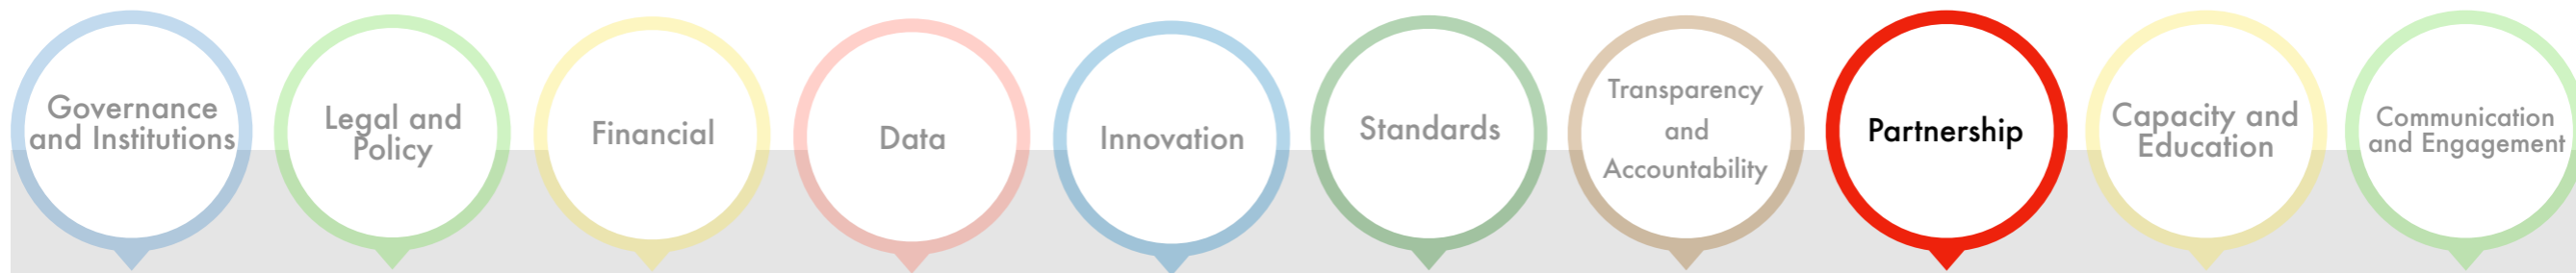 Governance
and Institutions
Legal and
Policy
Financial
Data
Innovation
Standards
Transparency
and
Accountability
Partnership
Capacity and
Education
Communication
and Engagement